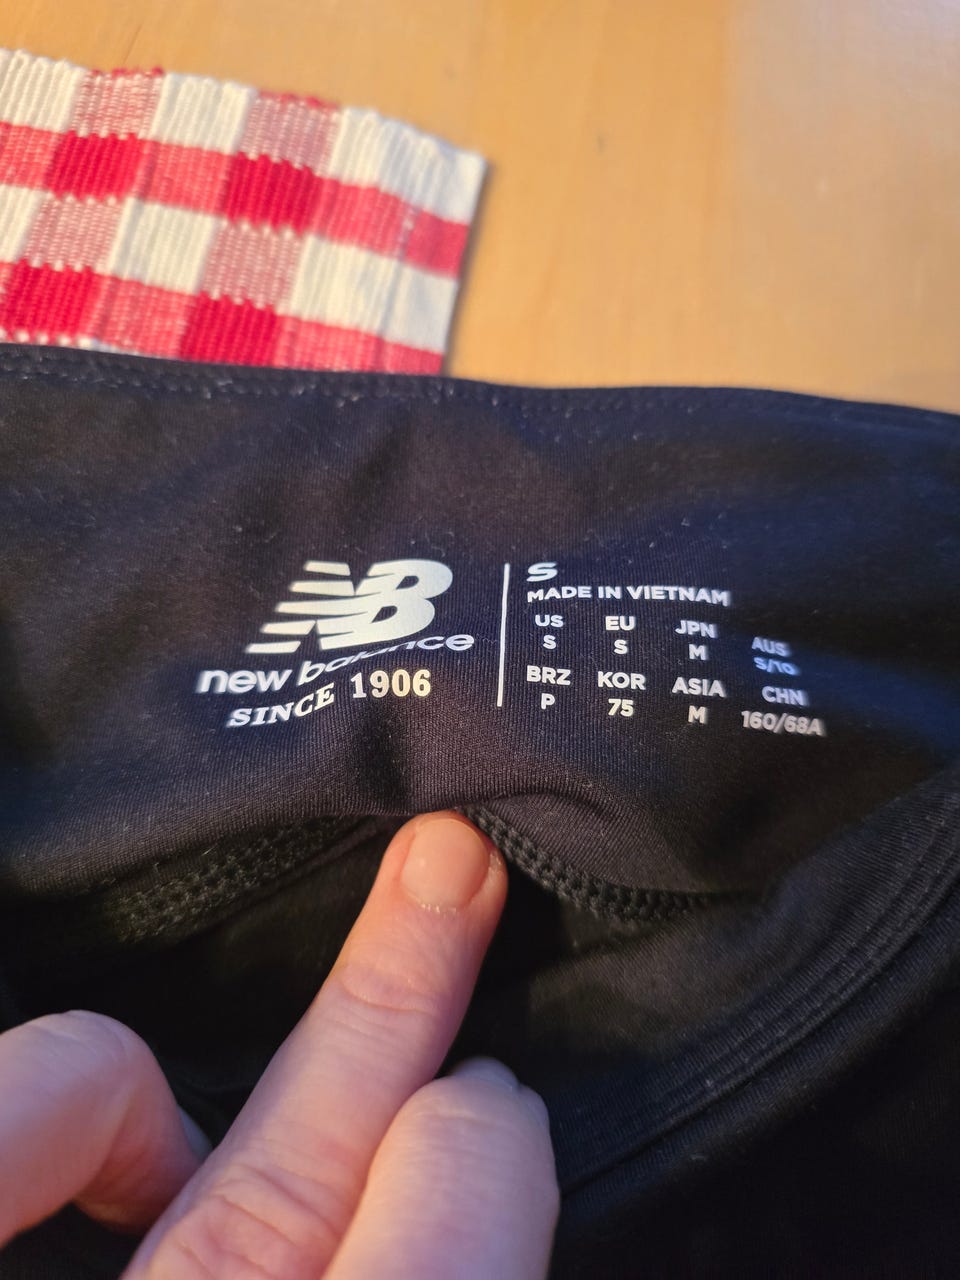 NB
new balance
SINCE 1906
S
MADE IN VIETNAM
US EU JPN AUS
S S M S/10
BRZ KOR ASIA CHN
P 75 M 160/68A